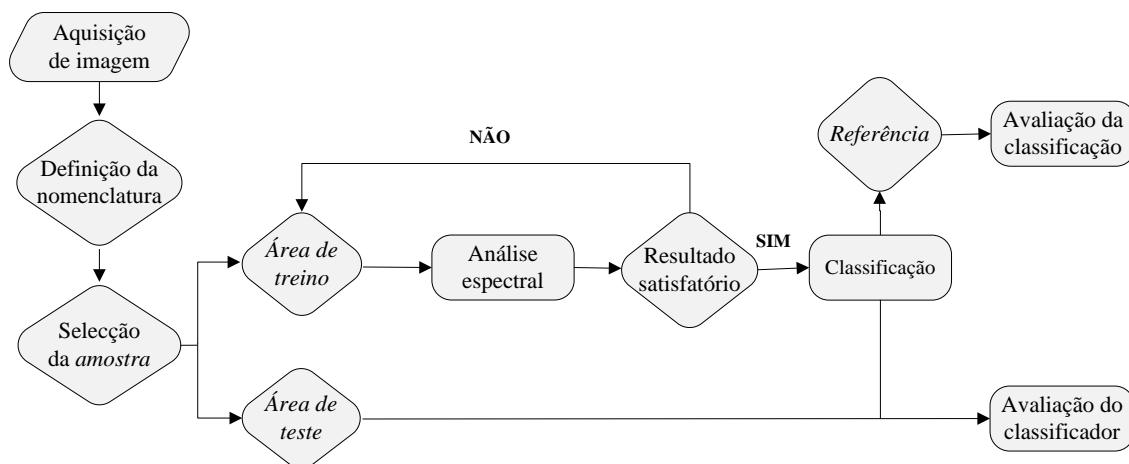 Aquisição
de imagem
Definição da
nomenclatura
Selecção
da amostra
NÃO
Área de
treino
Análise
espectral
Resultado
satisfatório
SIM
Classificação
Referência
Avaliação da
classificação
Área de
teste
Avaliação do
classificador